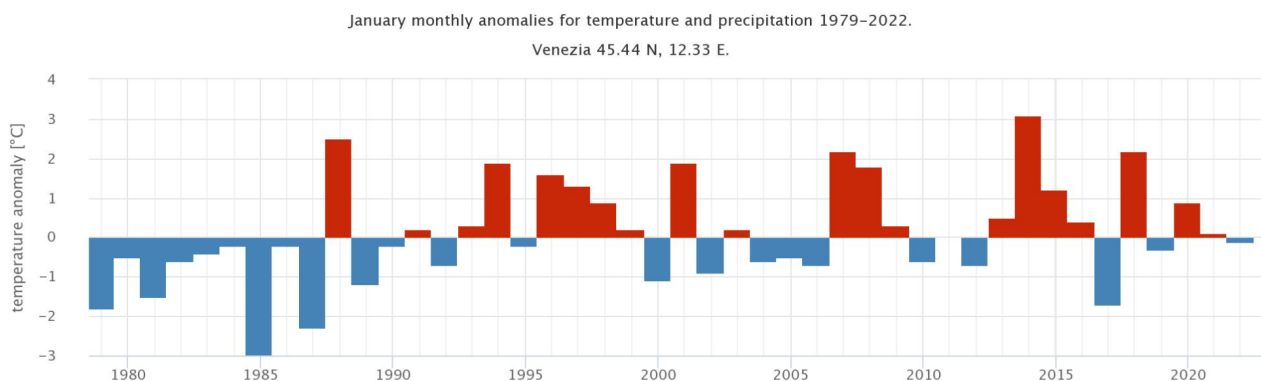 January monthly anomalies for temperature and precipitation 1979-2022.
Venezia 45.44 N, 12.33 E.
temperature anomaly [°C]
4
3
2
1
0
-1
-2
-3
1980 1985 1990 1995 2000 2005 2010 2015 2020